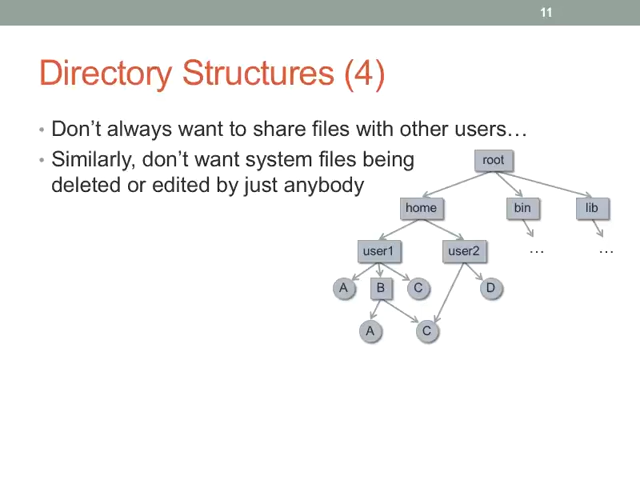 11
Directory Structures (4)
• Don’t always want to share files with other users…
• Similarly, don’t want system files being
deleted or edited by just anybody
root
home bin lib
user1 user2 … …
A B C D
A C